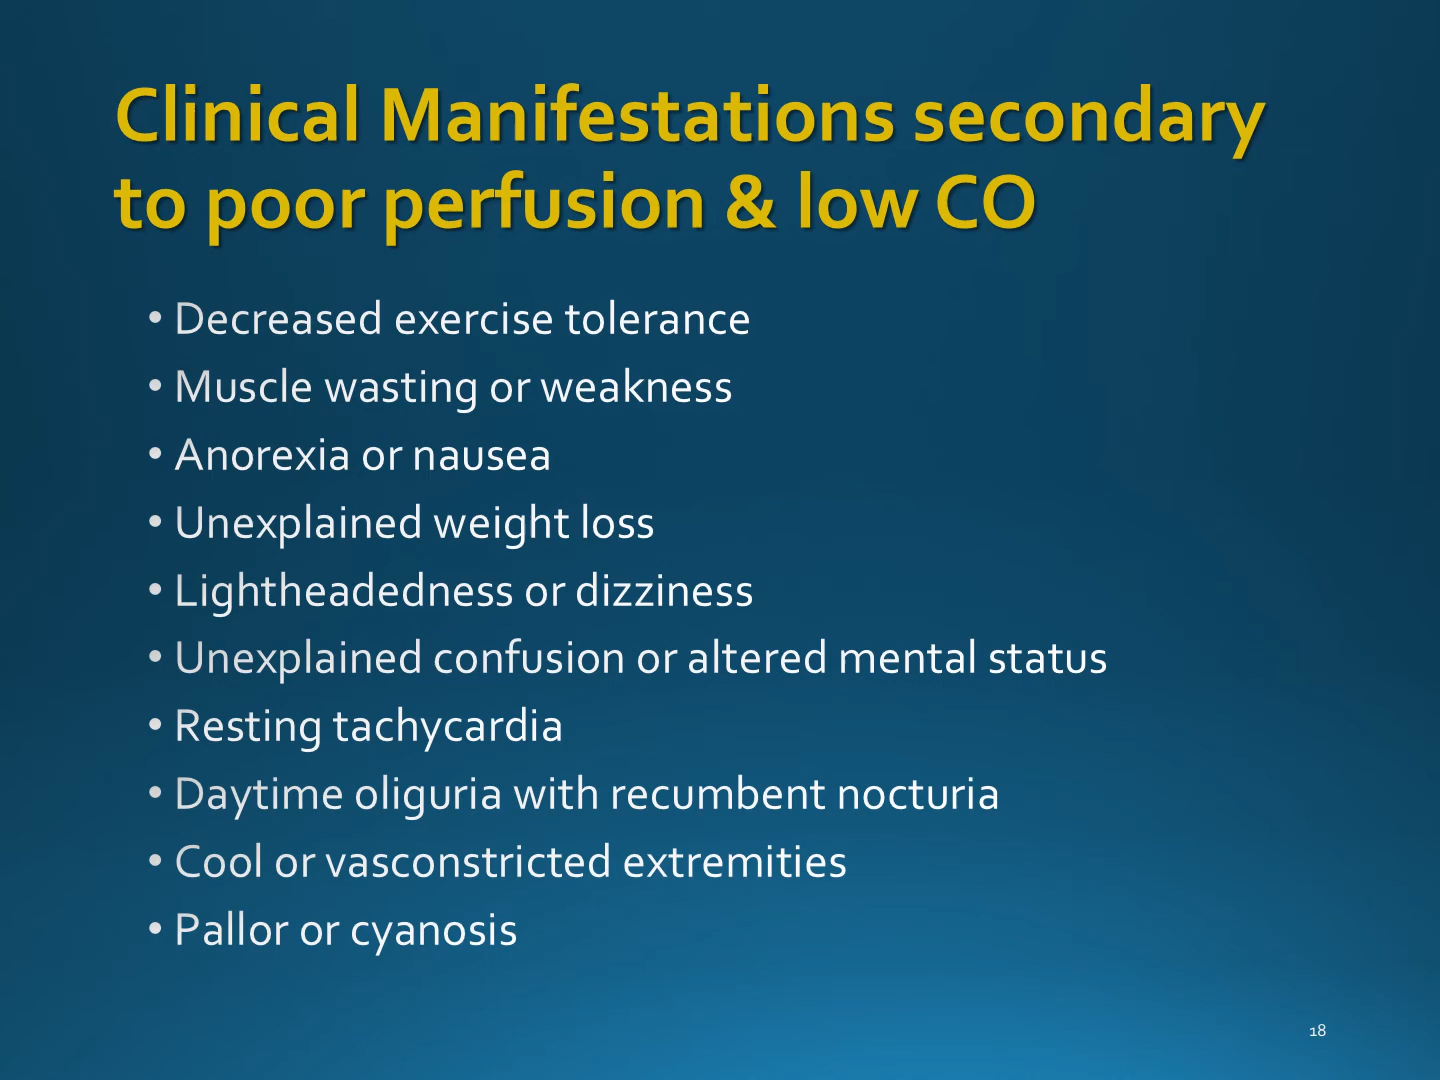 Clinical Manifestations secondary
to poor perfusion & low CO
• Decreased exercise tolerance
• Muscle wasting or weakness
• Anorexia or nausea
• Unexplained weight loss
• Lightheadedness or dizziness
• Unexplained confusion or altered mental status
• Resting tachycardia
• Daytime oliguria with recumbent nocturia
• Cool or vasconstricted extremities
• Pallor or cyanosis
18